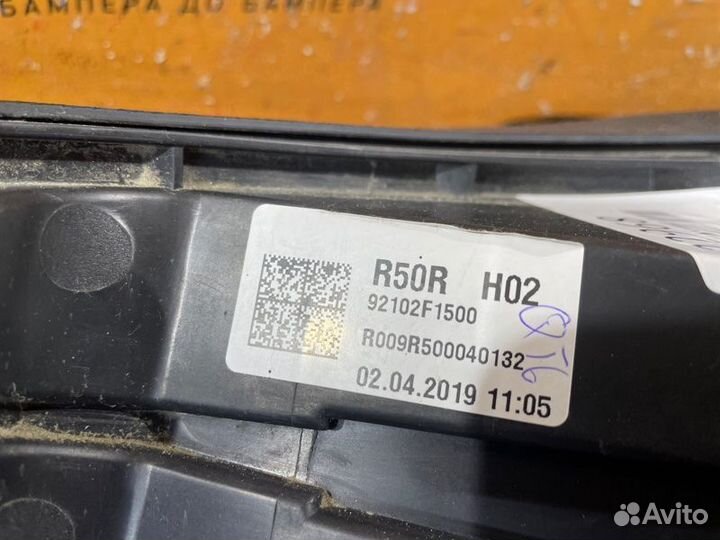 БАМПЕРА ДО БАМПЕРА
R50R H02
92102F1500
R009R500040132
02.04.2019 11:05
Avito